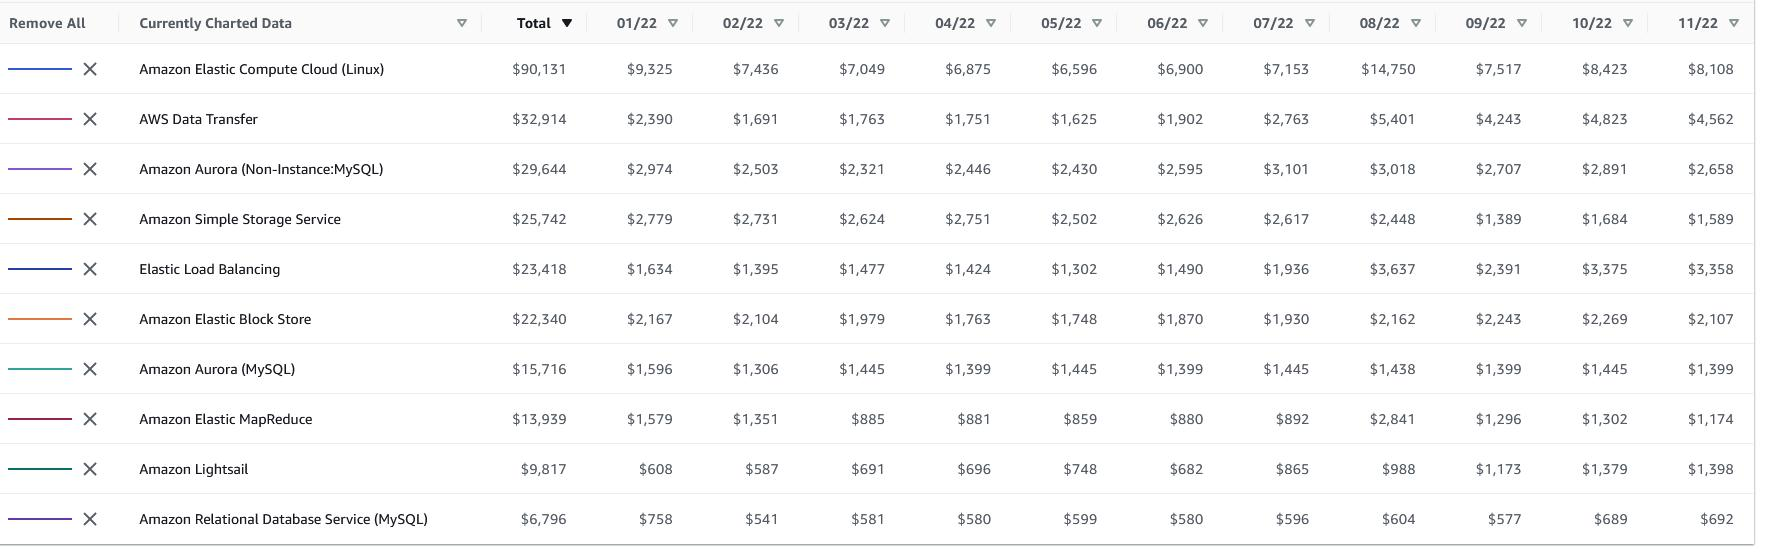 Remove All Currently Charted Data Total 01/22 02/22 03/22 04/22 05/22 06/22 07/22 08/22 09/22 10/22 11/22
Amazon Elastic Compute Cloud (Linux) $90,131 $9,325 $7,436 $7,049 $6,875 $6,596 $6,900 $7,153 $14,750 $7,517 $8,423 $8,108
AWS Data Transfer $32,914 $2,390 $1,691 $1,763 $1,751 $1,625 $1,902 $2,763 $5,401 $4,243 $4,823 $4,562
Amazon Aurora (Non-Instance:MySQL) $29,644 $2,974 $2,503 $2,321 $2,446 $2,430 $2,595 $3,101 $3,018 $2,707 $2,891 $2,658
Amazon Simple Storage Service $25,742 $2,779 $2,731 $2,624 $2,751 $2,502 $2,626 $2,617 $2,448 $1,389 $1,684 $1,589
Elastic Load Balancing $23,418 $1,634 $1,395 $1,477 $1,424 $1,302 $1,490 $1,936 $3,637 $2,391 $3,375 $3,358
Amazon Elastic Block Store $22,340 $2,167 $2,104 $1,979 $1,763 $1,748 $1,870 $1,930 $2,162 $2,243 $2,269 $2,107
Amazon Aurora (MySQL) $15,716 $1,596 $1,306 $1,445 $1,399 $1,445 $1,399 $1,445 $1,438 $1,399 $1,445 $1,399
Amazon Elastic MapReduce $13,939 $1,579 $1,351 $885 $881 $859 $880 $892 $2,841 $1,296 $1,302 $1,174
Amazon Lightsail $9,817 $608 $587 $691 $696 $748 $682 $865 $988 $1,173 $1,379 $1,398
Amazon Relational Database Service (MySQL) $6,796 $758 $541 $581 $580 $599 $580 $596 $604 $577 $689 $692